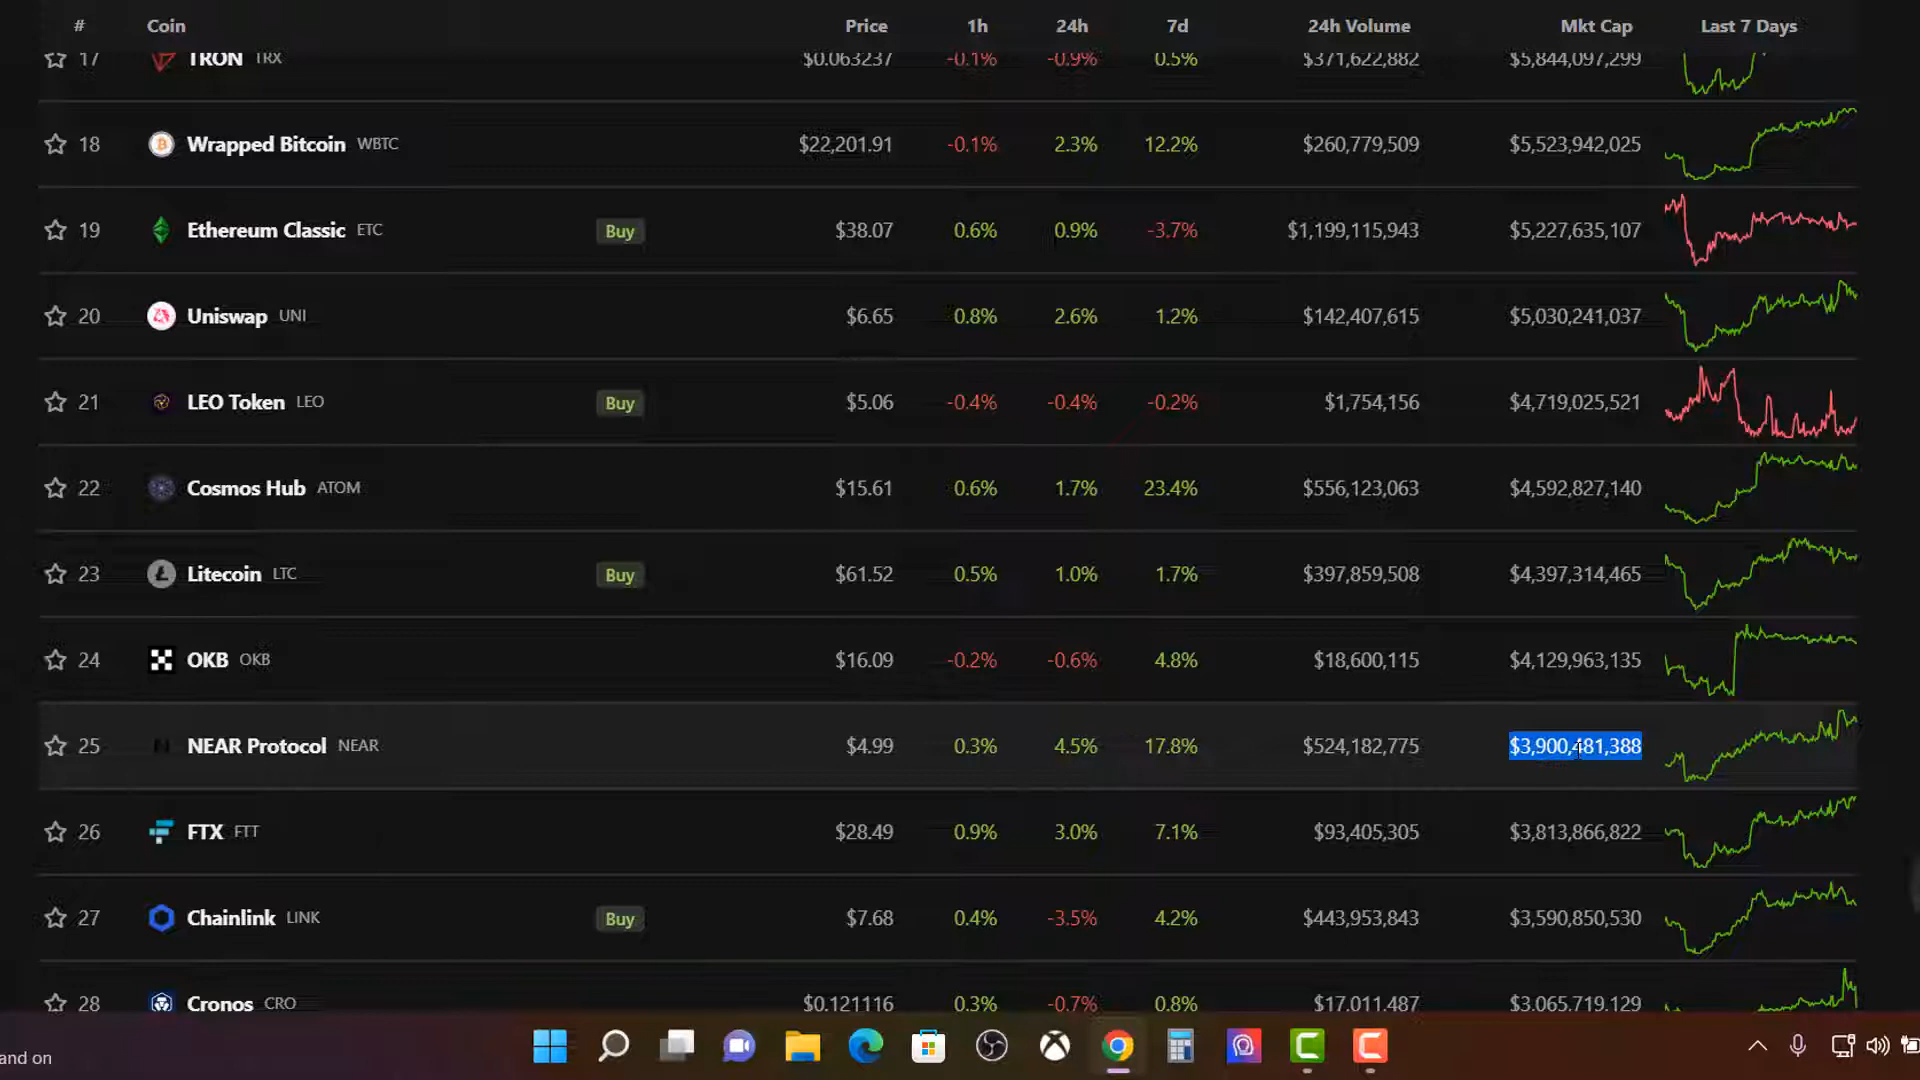 # Coin Price 1h 24h 7d 24h Volume Mkt Cap Last 7 Days
17 TRON TRX $0.063237 -0.1% -0.9% 0.5% $371,622,882 $5,844,097,299
18 Wrapped Bitcoin WBTC $22,201.91 -0.1% 2.3% 12.2% $260,779,509 $5,523,942,025
19 Ethereum Classic ETC Buy $38.07 0.6% 0.9% -3.7% $1,199,115,943 $5,227,635,107
20 Uniswap UNI $6.65 0.8% 2.6% 1.2% $142,407,615 $5,030,241,037
21 LEO Token LEO Buy $5.06 -0.4% -0.4% -0.2% $1,754,156 $4,719,025,521
22 Cosmos Hub ATOM $15.61 0.6% 1.7% 23.4% $556,123,063 $4,592,827,140
23 Litecoin LTC Buy $61.52 0.5% 1.0% 1.7% $397,859,508 $4,397,314,465
24 OKB OKB $16.09 -0.2% -0.6% 4.8% $18,600,115 $4,129,963,135
25 NEAR Protocol NEAR $4.99 0.3% 4.5% 17.8% $524,182,775 $3,900,481,388
26 FTX FTT $28.49 0.9% 3.0% 7.1% $93,405,305 $3,813,866,822
27 Chainlink LINK Buy $7.68 0.4% -3.5% 4.2% $443,953,843 $3,590,850,530
28 Cronos CRO $0.121116 0.3% -0.7% 0.8% $17,011,487 $3,065,719,129
and on